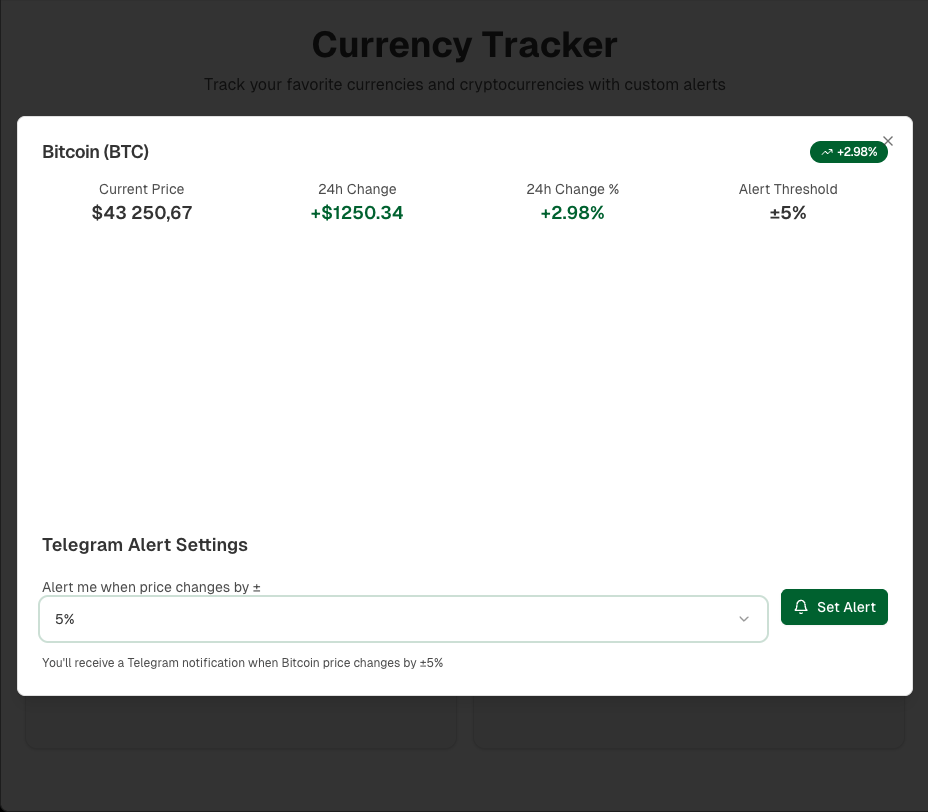 Currency Tracker
Track your favorite currencies and cryptocurrencies with custom alerts
Bitcoin (BTC)
+2.98%
Current Price
$43 250,67
24h Change
+$1250.34
24h Change %
+2.98%
Alert Threshold
±5%
Telegram Alert Settings
Alert me when price changes by ±
5%
Set Alert
You'll receive a Telegram notification when Bitcoin price changes by ±5%